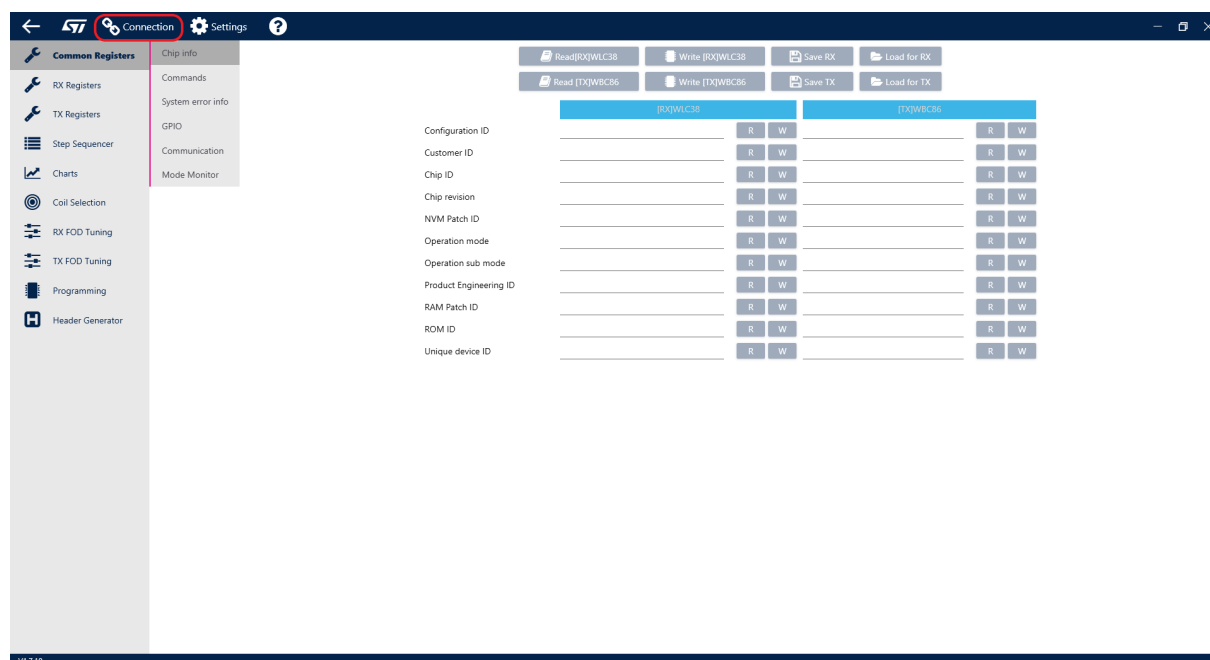 ST Connection Settings ?
Common Registers
RX Registers
TX Registers
Step Sequencer
Charts
Coil Selection
RX FOD Tuning
TX FOD Tuning
Programming
H Header Generator
Chip info
Commands
System error info
GPIO
Communication
Mode Monitor
Read[RX]WLC38 Write [RX]WLC38 Save RX Load for RX
Read [TX]WBC86 Write [TX]WBC86 Save TX Load for TX
[RX]WLC38 [TX]WBC86
Configuration ID R W R W
Customer ID R W R W
Chip ID R W R W
Chip revision R W R W
NVM Patch ID R W R W
Operation mode R W R W
Operation sub mode R W R W
Product Engineering ID R W R W
RAM Patch ID R W R W
ROM ID R W R W
Unique device ID R W R W